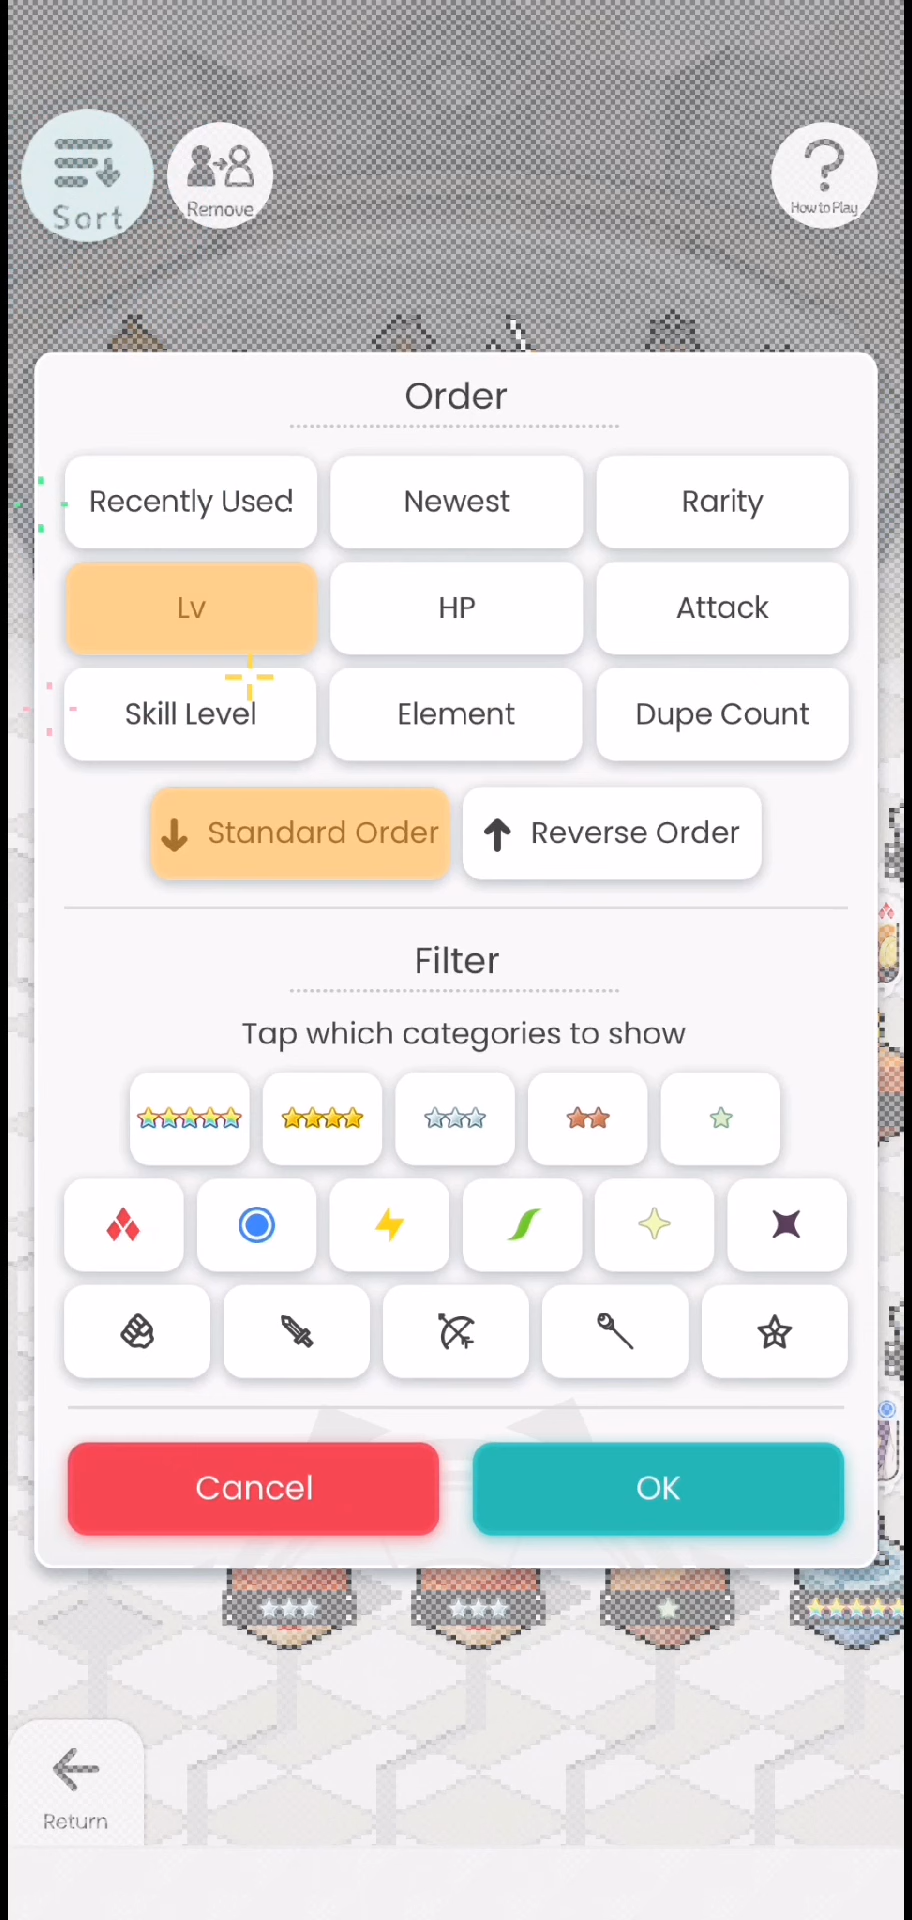 Sort
Remove
How to Play
Order
Recently Used!
Newest
Rarity
Lv
HP
Attack
Skill Level
Element
Dupe Count
Standard Order
Reverse Order
Filter
Tap which categories to show
Cancel
OK
Return